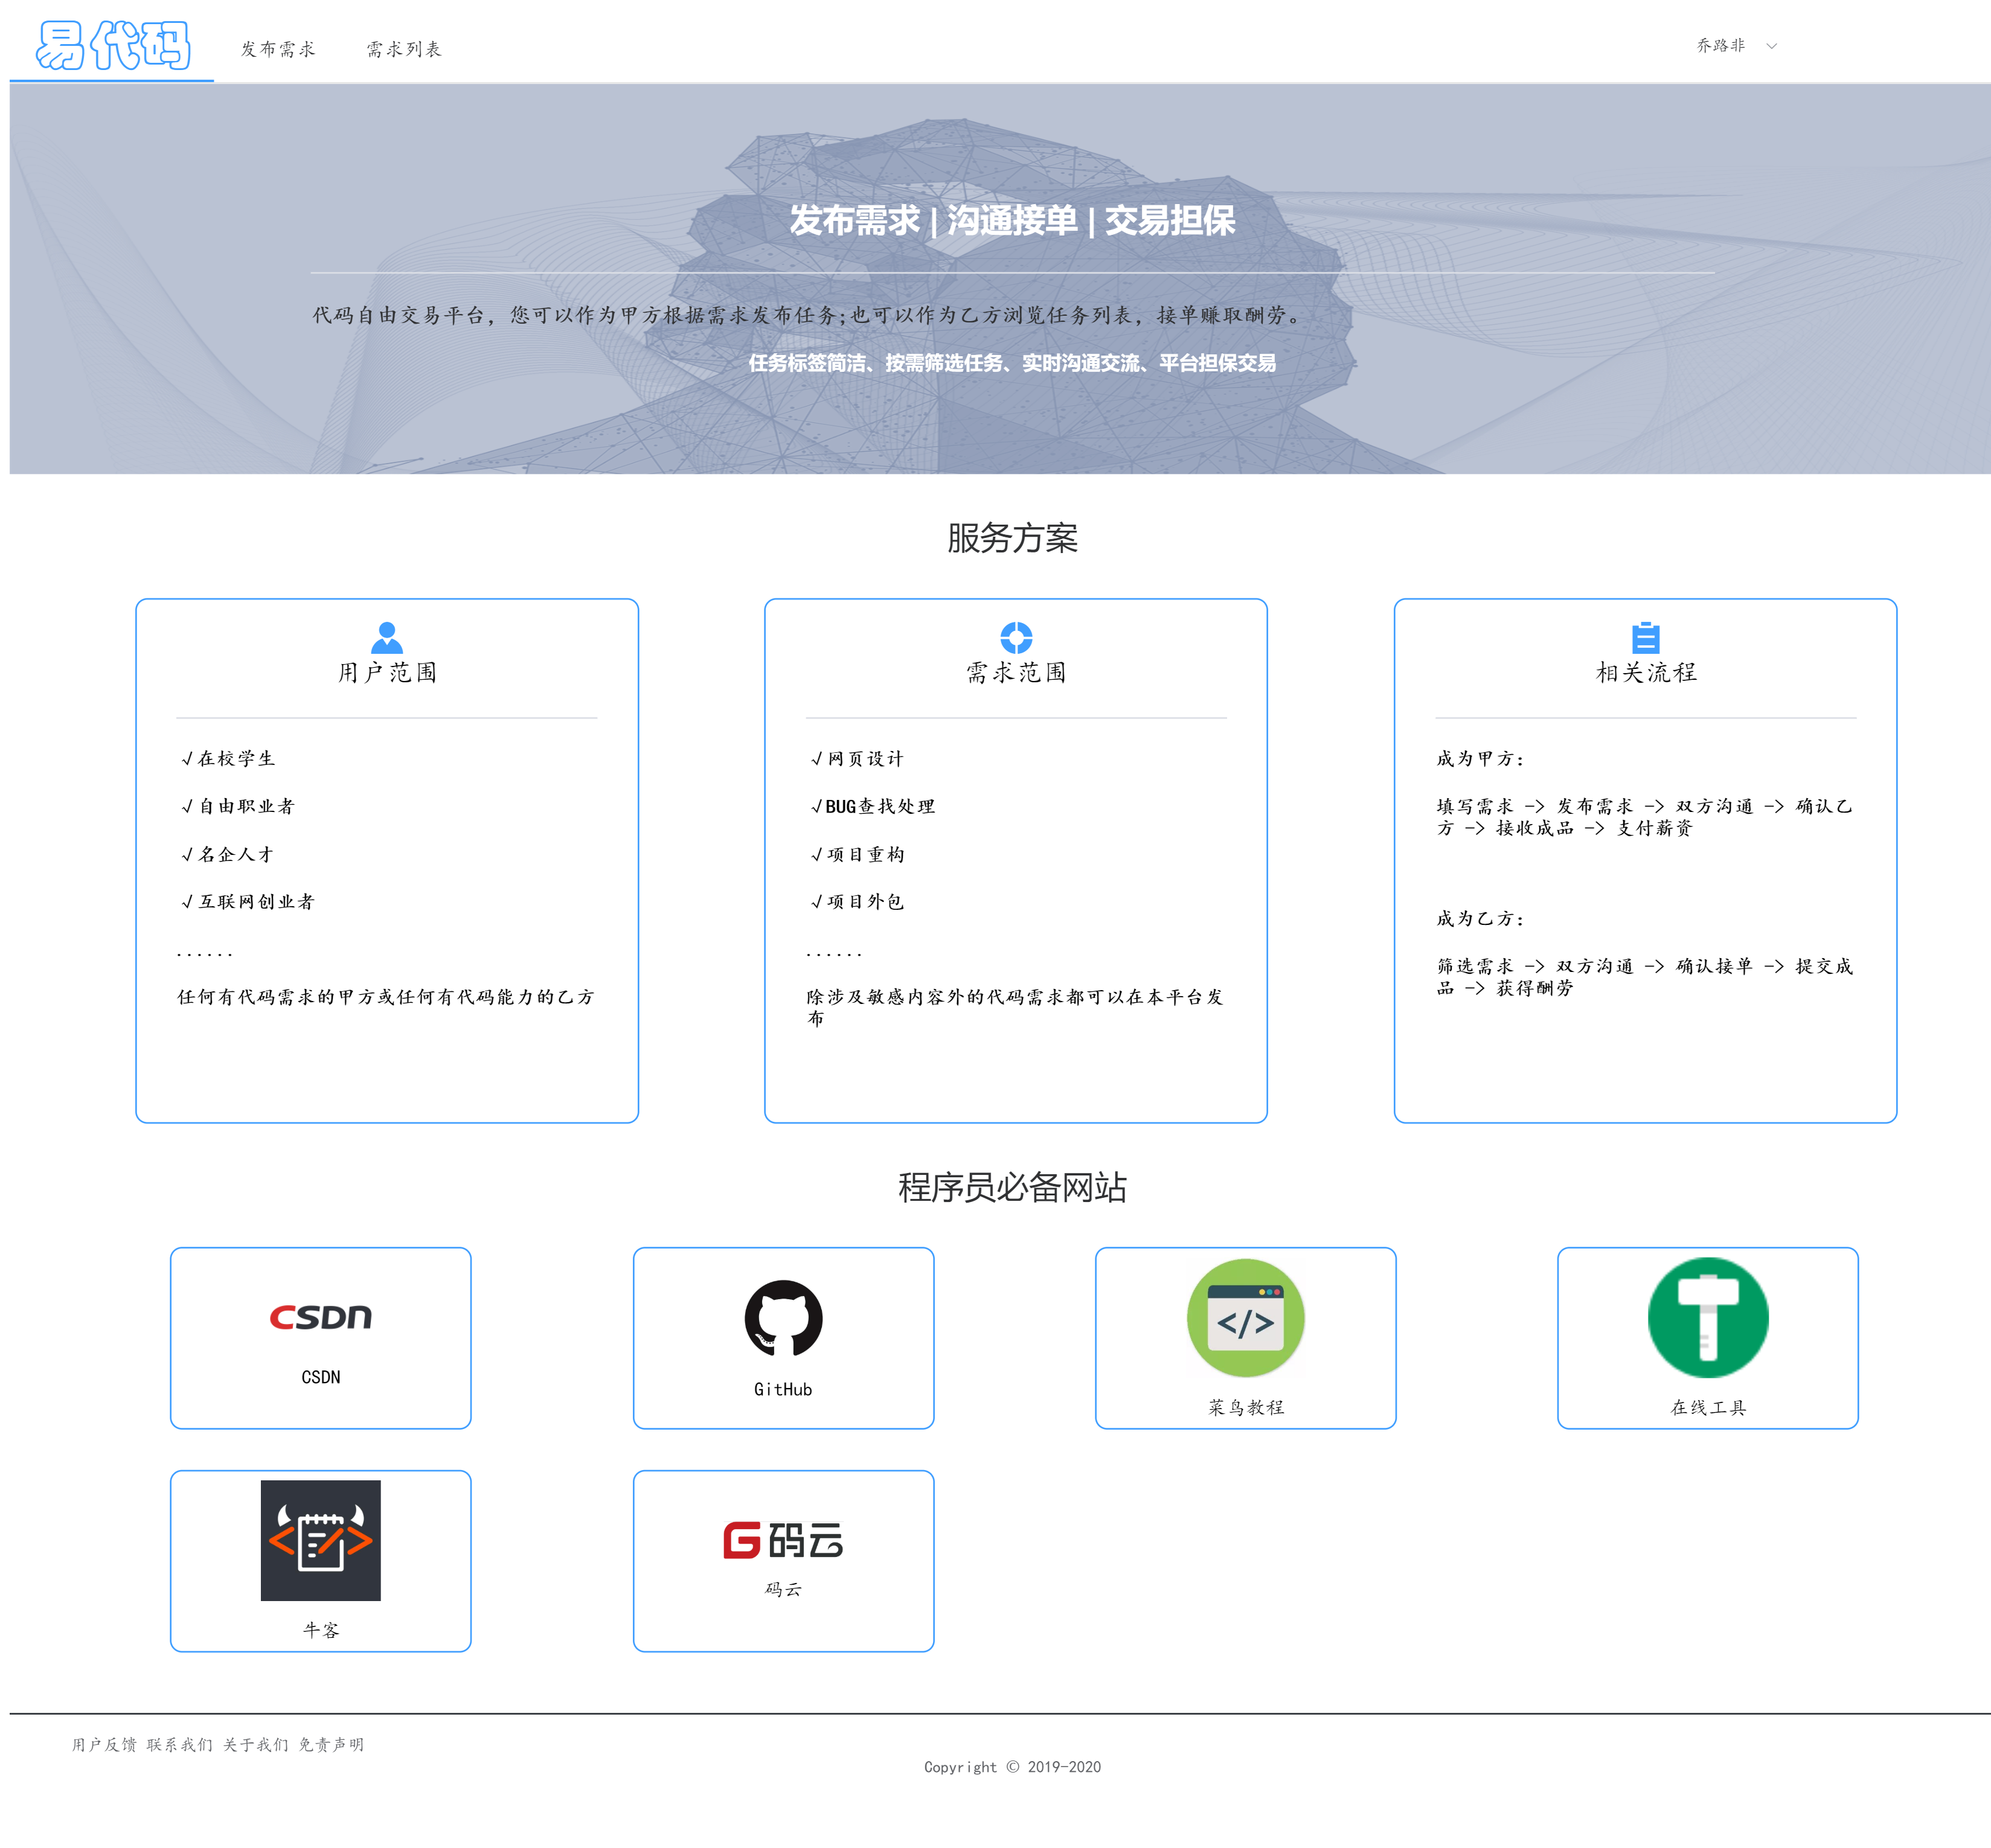 易代码 发布需求 需求列表 乔路非
发布需求 | 沟通接单 | 交易担保
代码自由交易平台，您可以作为甲方根据需求发布任务;也可以作为乙方浏览任务列表，接单赚取酬劳。
任务标签简洁、按需筛选任务、实时沟通交流、平台担保交易
服务方案
用户范围
√在校学生
√自由职业者
√名企人才
√互联网创业者
......
任何有代码需求的甲方或任何有代码能力的乙方
需求范围
√网页设计
√BUG查找处理
√项目重构
√项目外包
......
除涉及敏感内容外的代码需求都可以在本平台发
布
相关流程
成为甲方：
填写需求 -> 发布需求 -> 双方沟通 -> 确认乙
方 -> 接收成品 -> 支付薪资
成为乙方：
筛选需求 -> 双方沟通 -> 确认接单 -> 提交成
品 -> 获得酬劳
程序员必备网站
CSDN
CSDN
GitHub
</>
菜鸟教程
在线工具
牛客
G码云
码云
用户反馈 联系我们 关于我们 免责声明
Copyright © 2019-2020